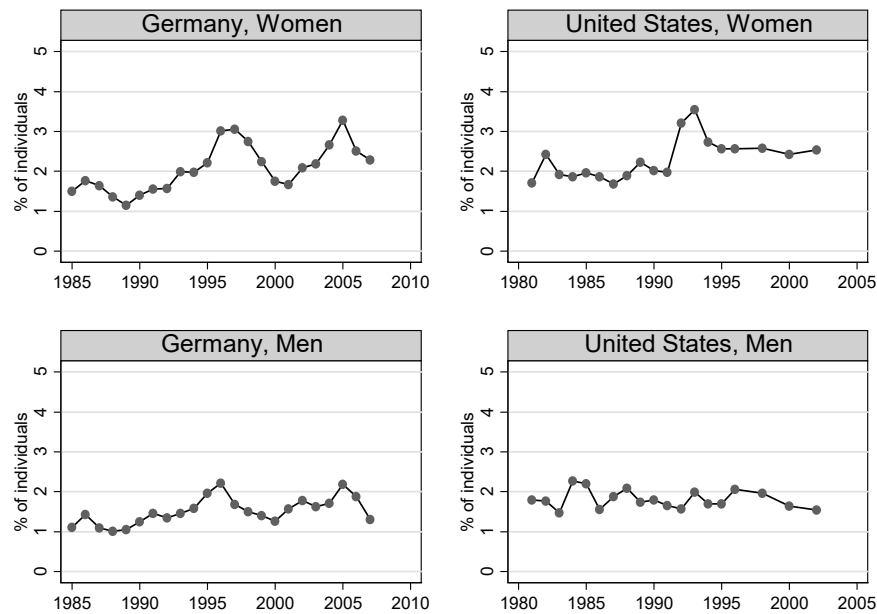 Germany, Women
% of individuals
5
4
3
2
1
0
1985 1990 1995 2000 2005 2010
United States, Women
% of individuals
5
4
3
2
1
0
1980 1985 1990 1995 2000 2005
Germany, Men
% of individuals
5
4
3
2
1
0
1985 1990 1995 2000 2005 2010
United States, Men
% of individuals
5
4
3
2
1
0
1980 1985 1990 1995 2000 2005